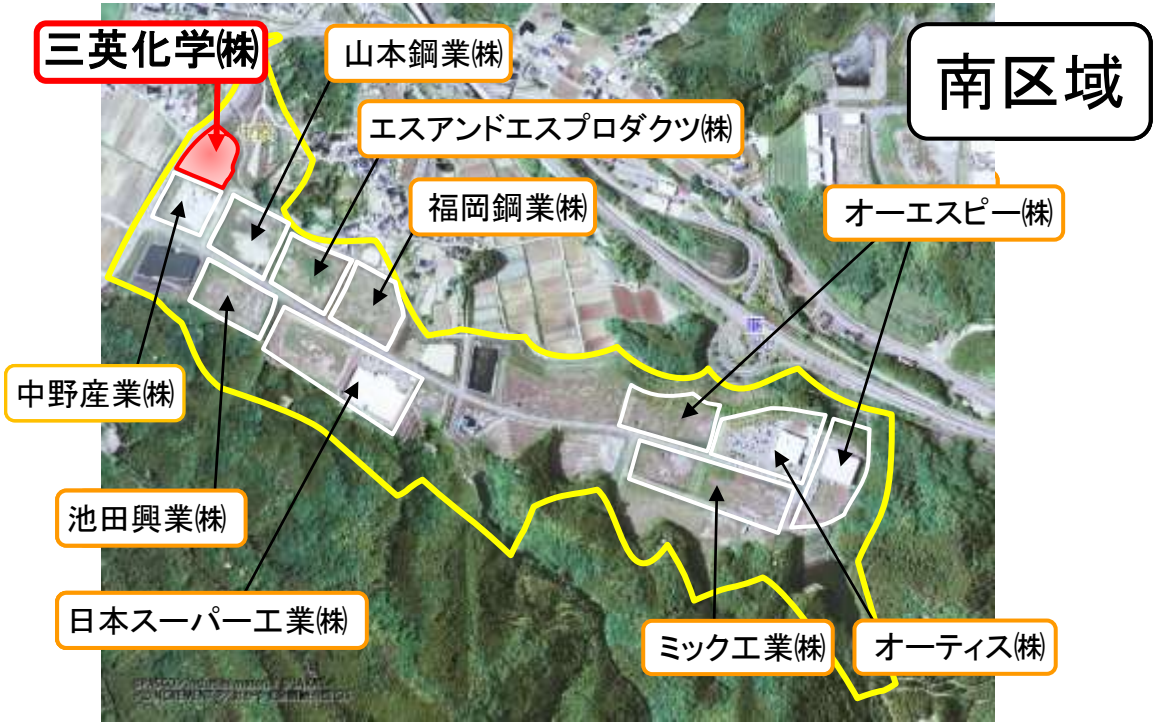 三英化学㈱
山本鋼業㈱
南区域
エスアンドエスプロダクツ㈱
福岡鋼業㈱
オーエスピー㈱
中野産業㈱
池田興業㈱
日本スーパー工業㈱
ミック工業㈱
オーティス㈱